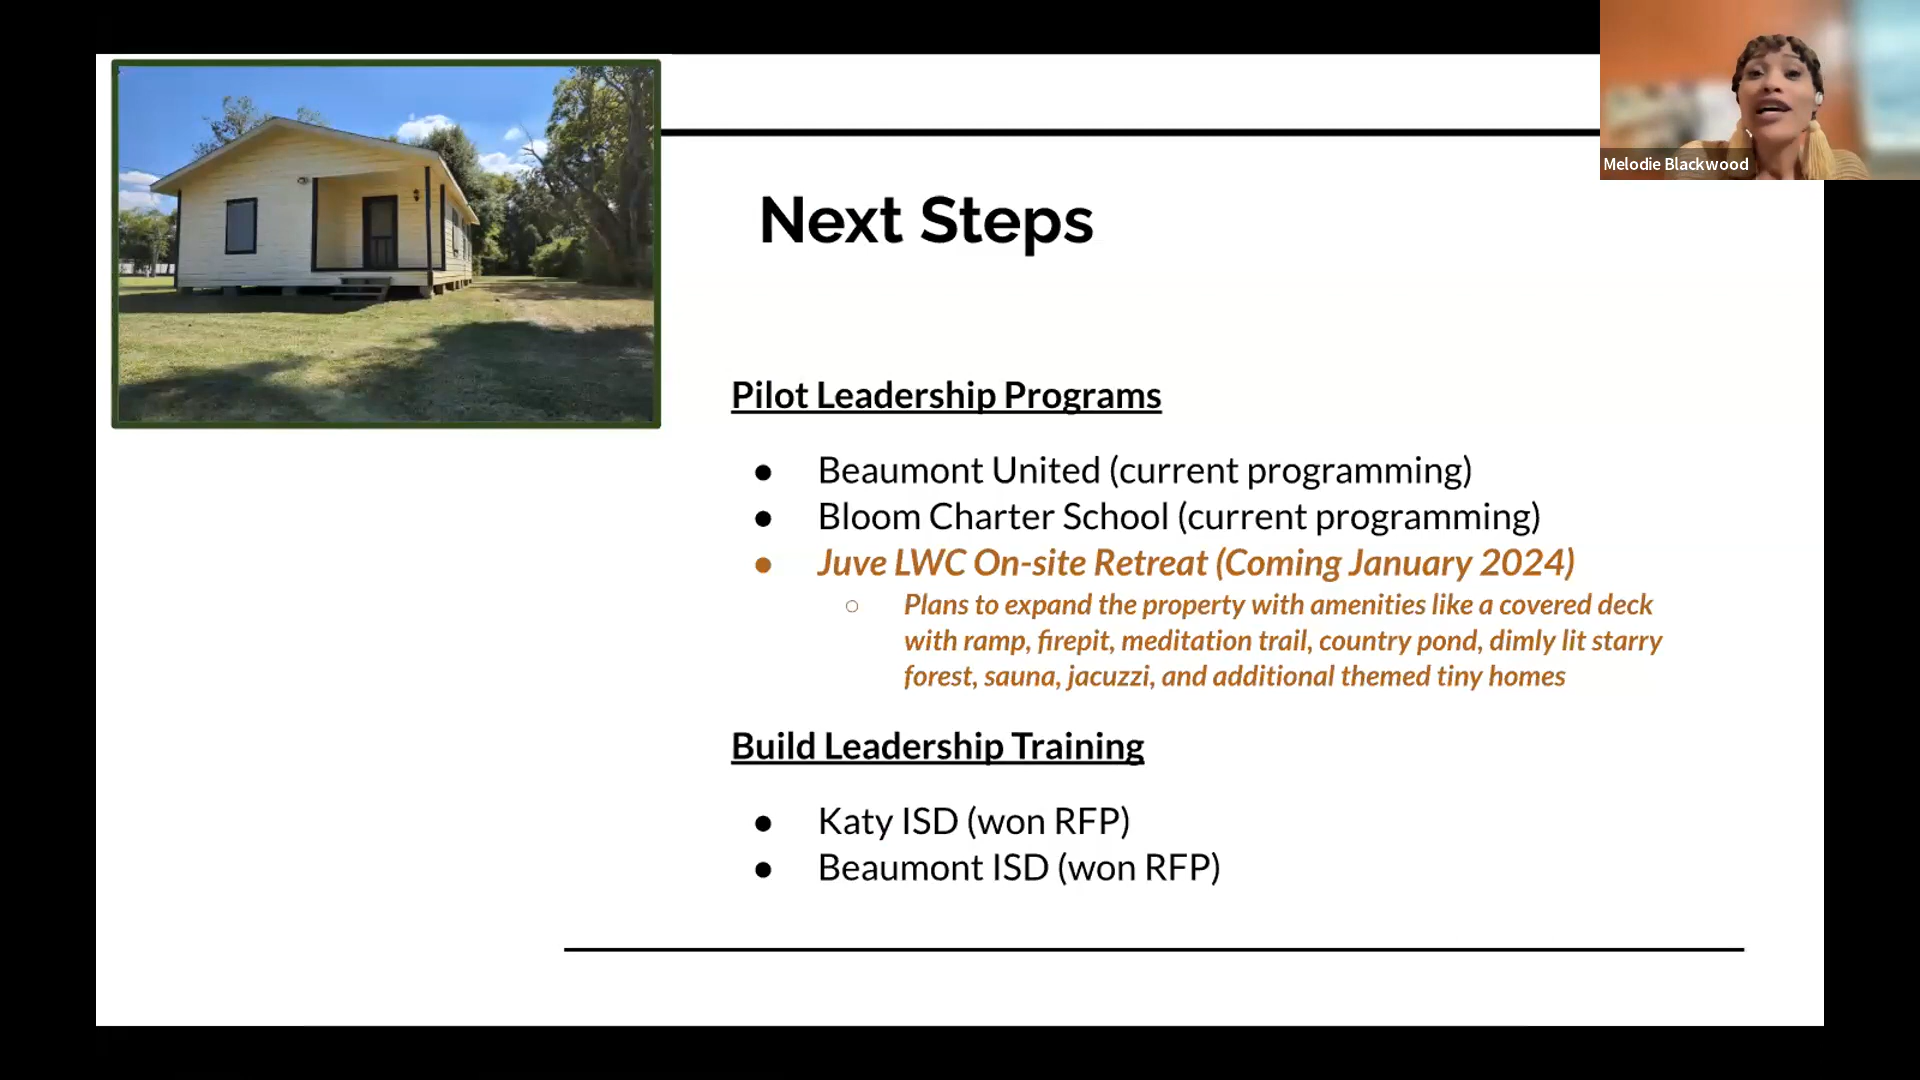 Melodie Blackwood
Next Steps
Pilot Leadership Programs
● Beaumont United (current programming)
● Bloom Charter School (current programming)
● Juve LWC On-site Retreat (Coming January 2024)
○ Plans to expand the property with amenities like a covered deck
with ramp, firepit, meditation trail, country pond, dimly lit starry
forest, sauna, jacuzzi, and additional themed tiny homes
Build Leadership Training
● Katy ISD (won RFP)
● Beaumont ISD (won RFP)